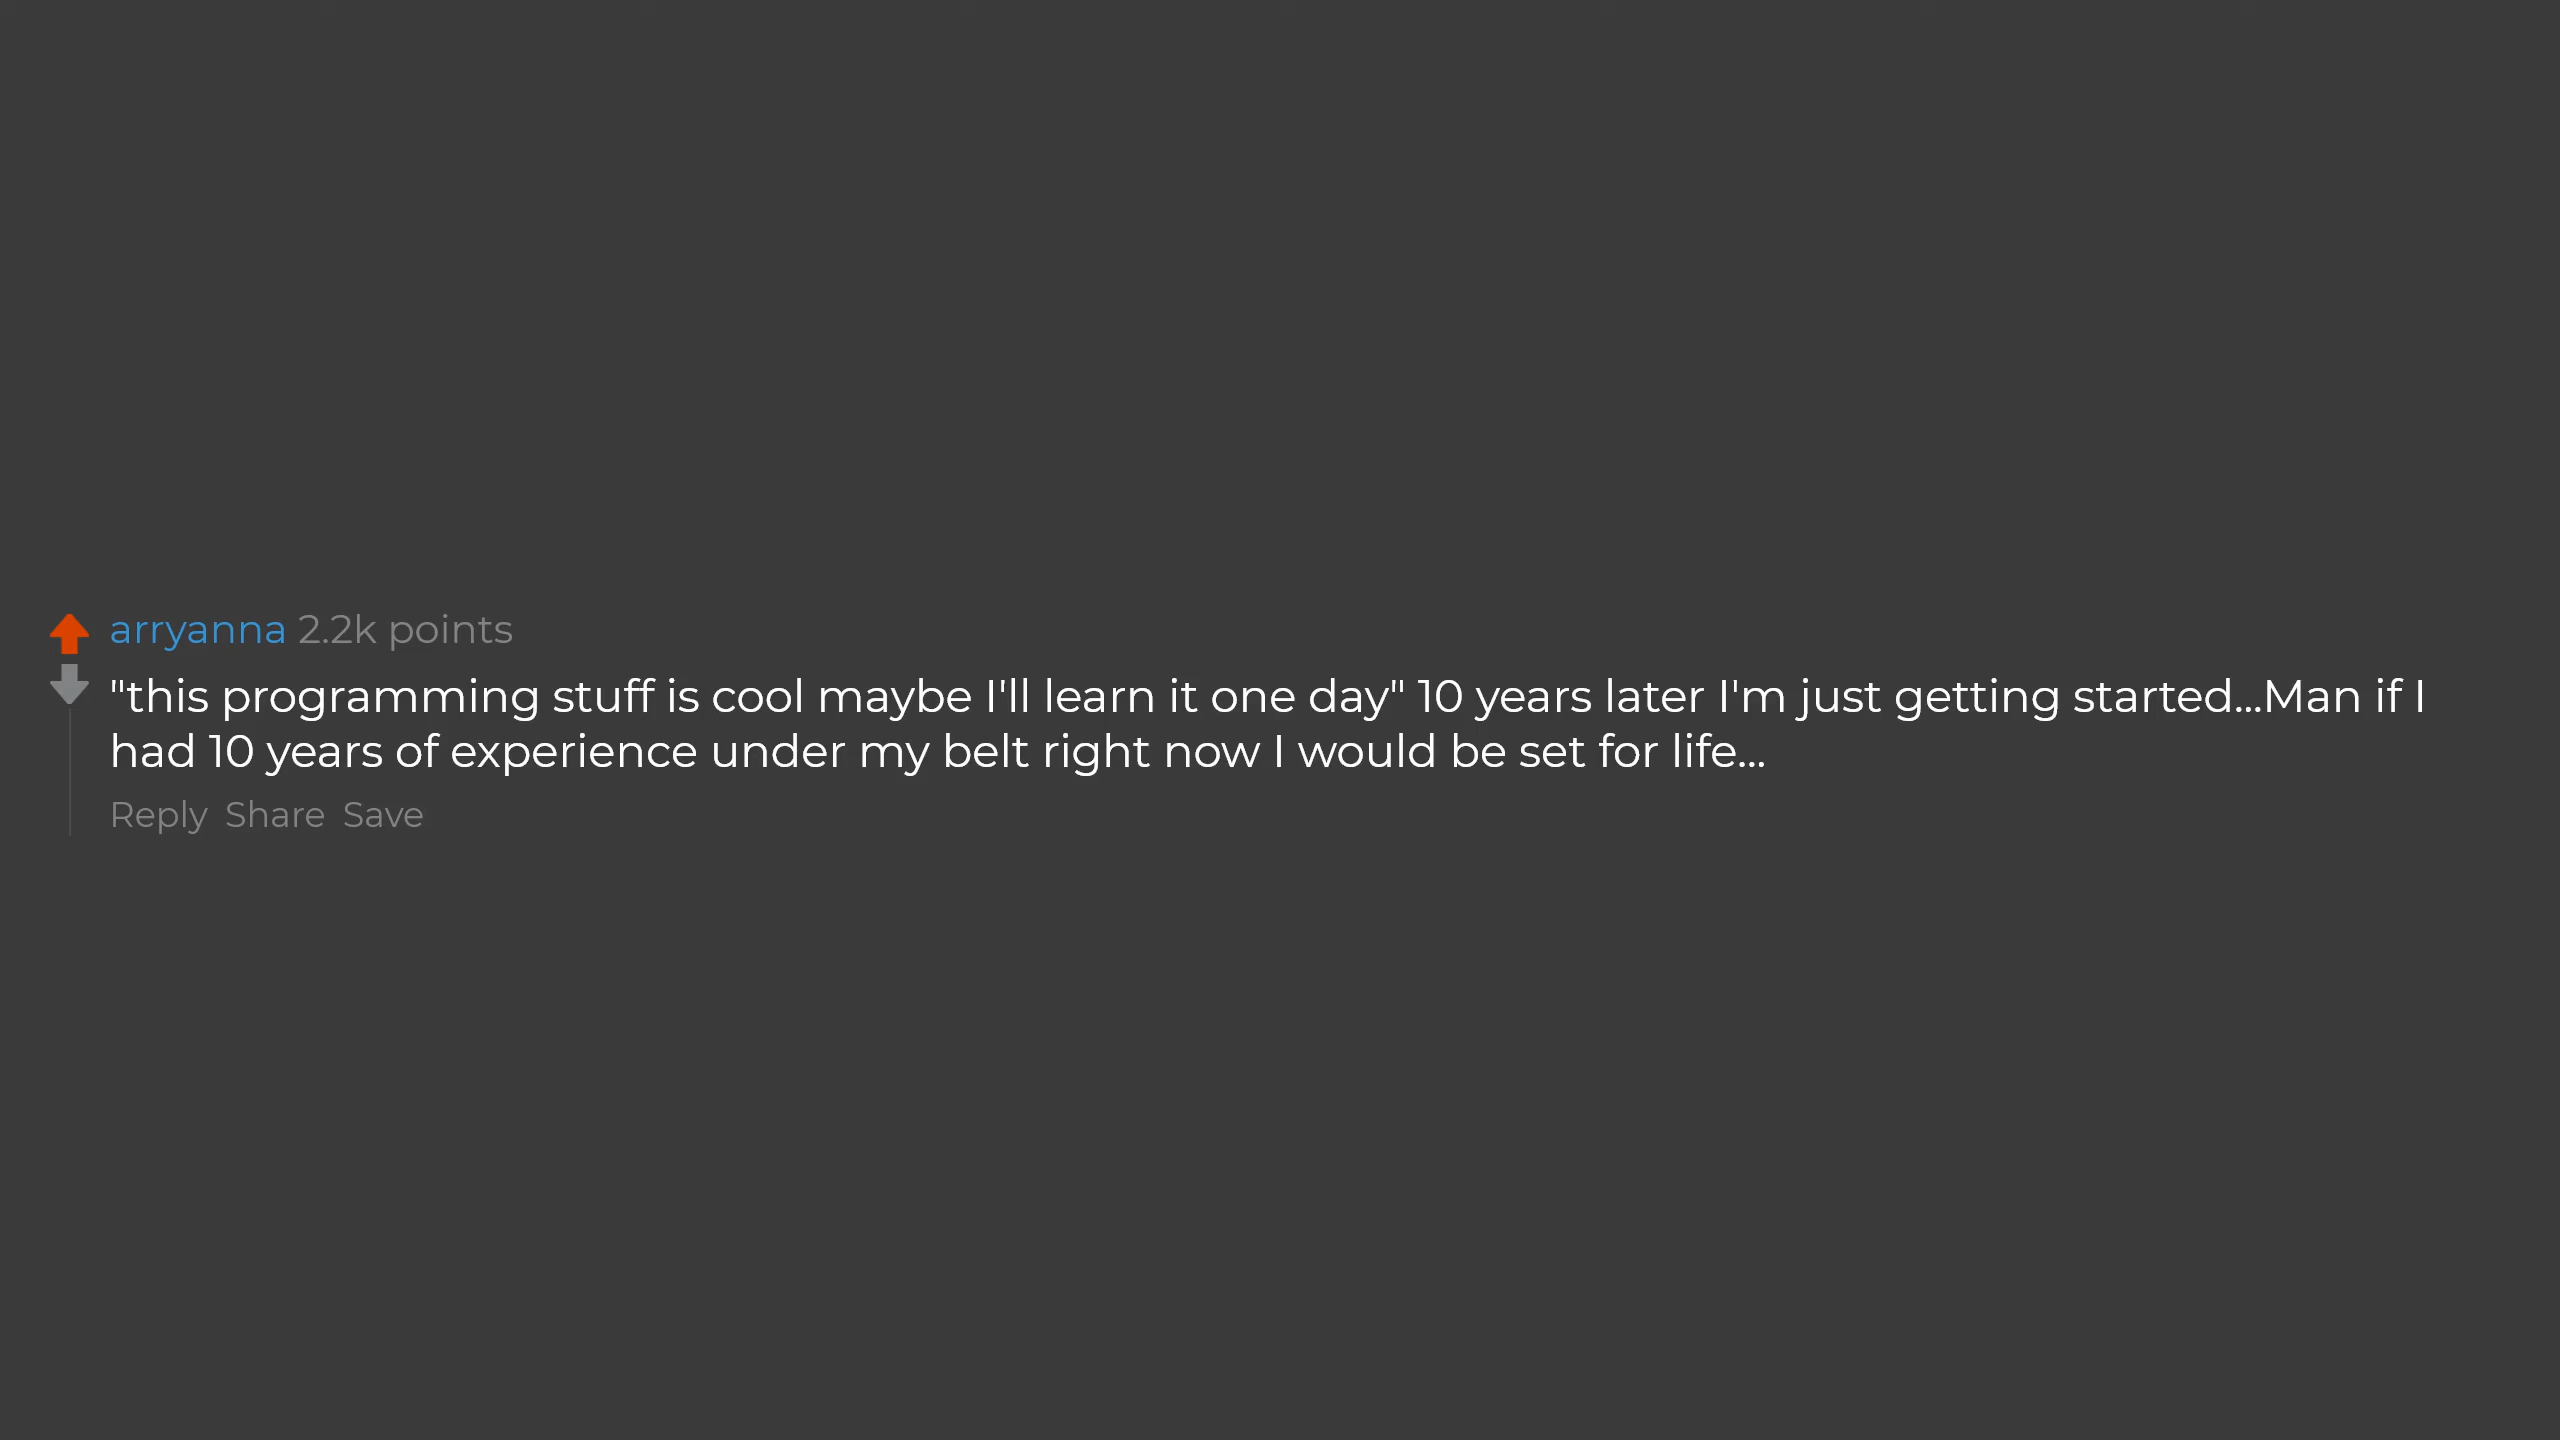 arryanna 2.2k points
"this programming stuff is cool maybe I'll learn it one day" 10 years later I'm just getting started...Man if I
had 10 years of experience under my belt right now I would be set for life...
Reply Share Save